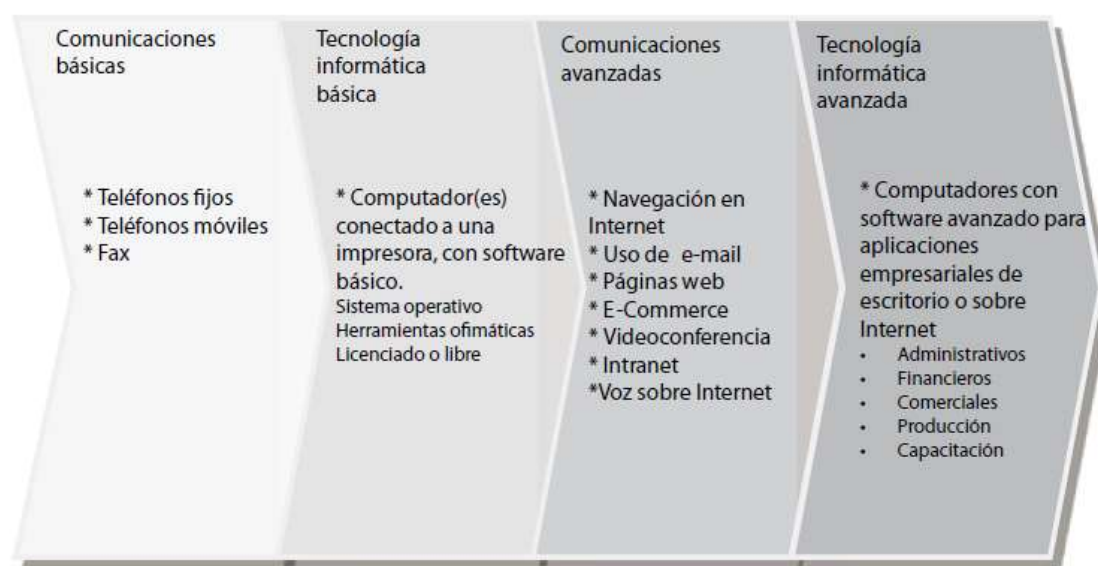 Comunicaciones
básicas
* Teléfonos fijos
* Teléfonos móviles
* Fax
Tecnología
informática
básica
* Computador(es)
conectado a una
impresora, con software
básico.
Sistema operativo
Herramientas ofimáticas
Licenciado o libre
Comunicaciones
avanzadas
* Navegación en
Internet
* Uso de e-mail
* Páginas web
* E-Commerce
* Videoconferencia
* Intranet
*Voz sobre Internet
Tecnología
informática
avanzada
* Computadores con
software avanzado para
aplicaciones
empresariales de
escritorio o sobre
Internet
• Administrativos
• Financieros
• Comerciales
• Producción
• Capacitación